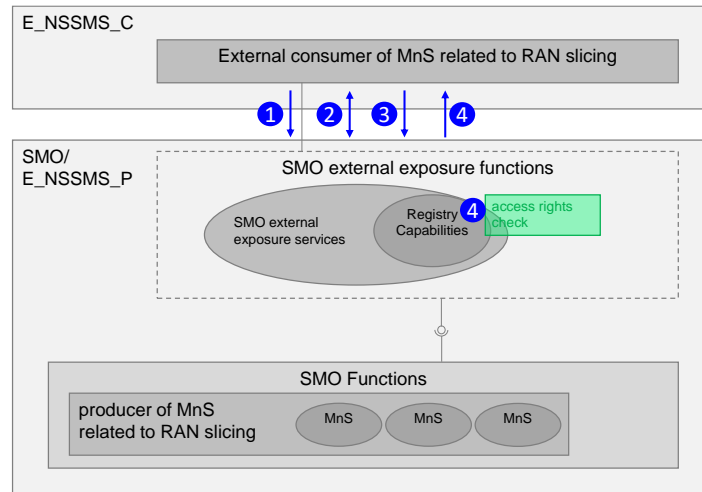 E_NSSMS_C
External consumer of MnS related to RAN slicing
1 2 3 4
SMO/
E_NSSMS_P
SMO external exposure functions
SMO external
exposure services
Registry
Capabilities
4
access rights
check
SMO Functions
producer of MnS
related to RAN slicing
MnS MnS MnS